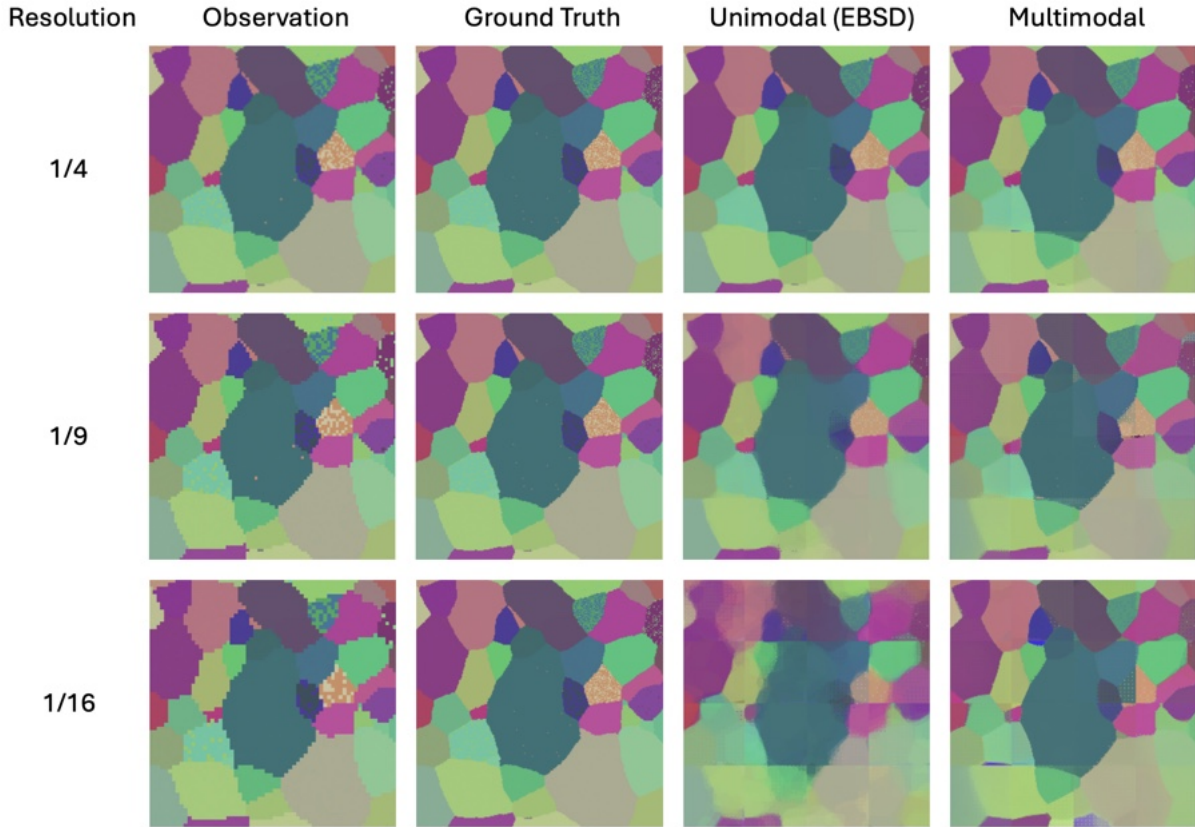 Resolution Observation Ground Truth Unimodal (EBSD) Multimodal
1/4
1/9
1/16